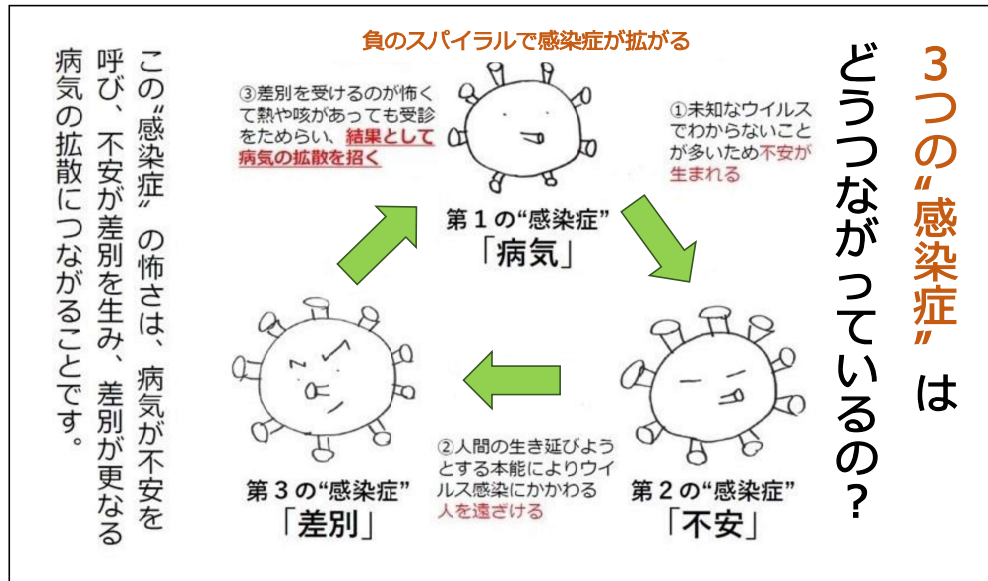 3つの“感染症”は
どうつながっているの?
負のスパイラルで感染症が拡がる
①未知なウイルス
でわからないこと
が多いため不安が
生まれる
第1の“感染症”
「病気」
第2の“感染症”
「不安」
②人間の生き延びよう
とする本能によりウイ
ルス感染にかかわる
人を遠ざける
第3の“感染症”
「差別」
③差別を受けるのが怖く
て熱や咳があっても受診
をためらい、結果として
病気の拡散を招く
この“感染症”の怖さは、病気が不安を
呼び、不安が差別を生み、差別が更なる
病気の拡散につながることです。